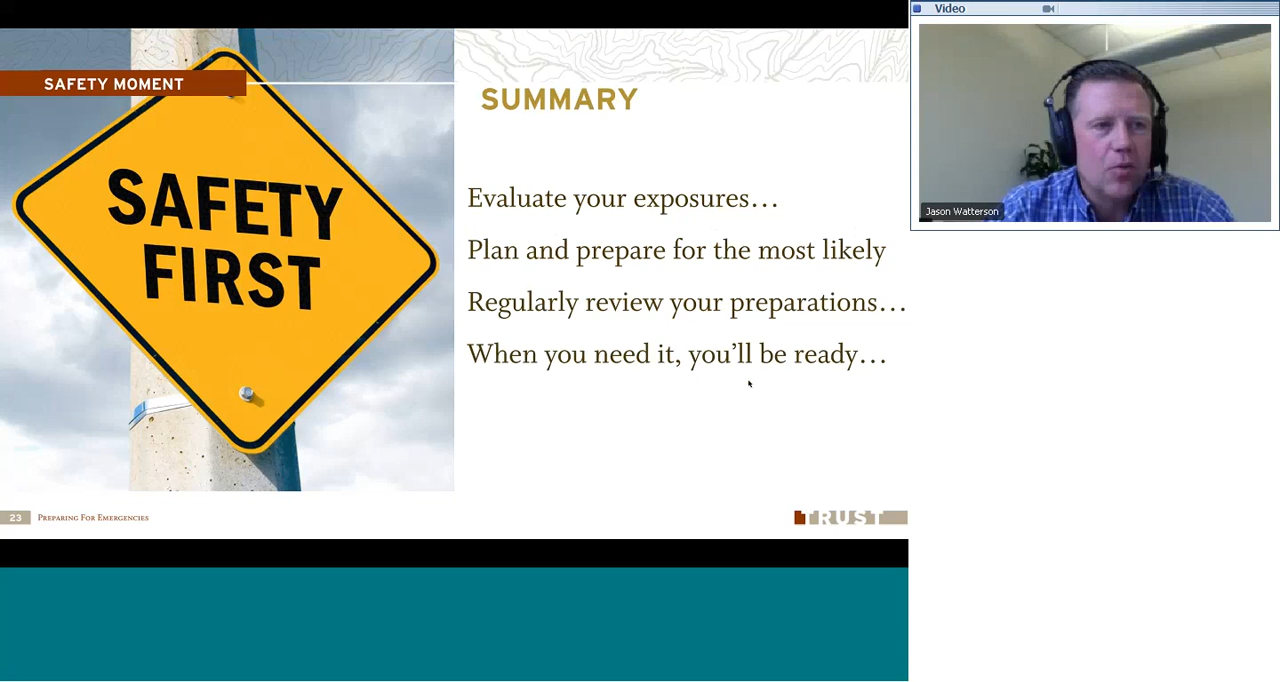 SAFETY MOMENT
SAFETY
FIRST
SUMMARY
Evaluate your exposures…
Plan and prepare for the most likely
Regularly review your preparations…
When you need it, you’ll be ready…
23 Preparing For Emergencies
TRUST
Video
Jason Watterson